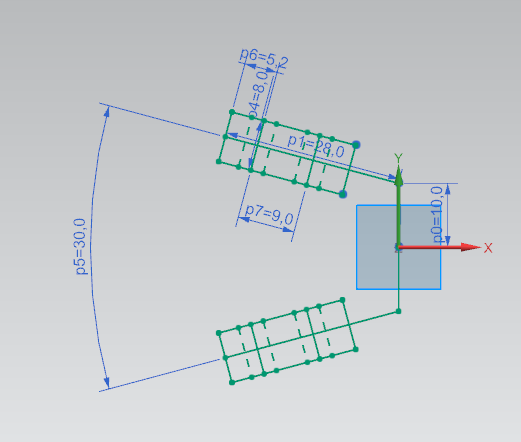 p6=5,2
p4=8,0
p1=28,0
Y
p0=10,0
p7=9,0
p5=30,0
X